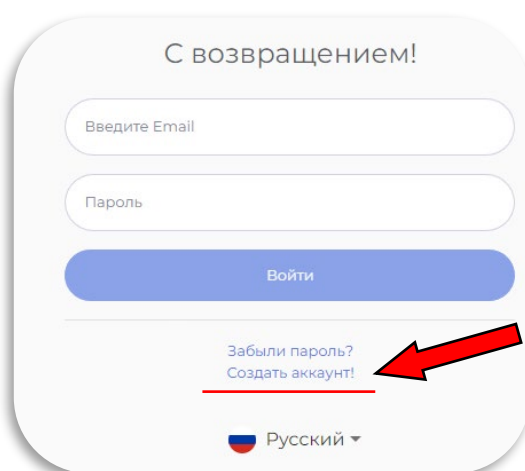 С возвращением!
Введите Email
Пароль
Войти
Забыли пароль?
Создать аккаунт!
Русский